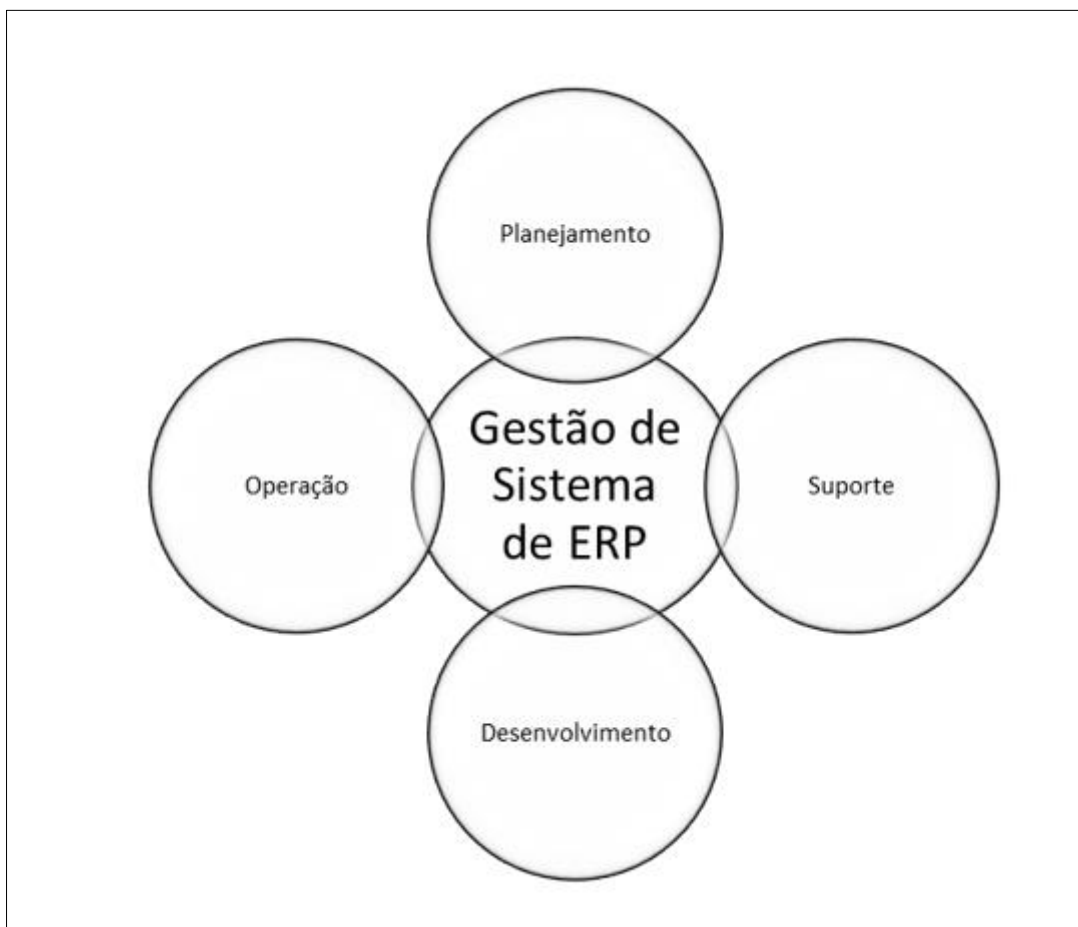 Planejamento
Gestão de
Sistema
de ERP
Operação
Suporte
Desenvolvimento